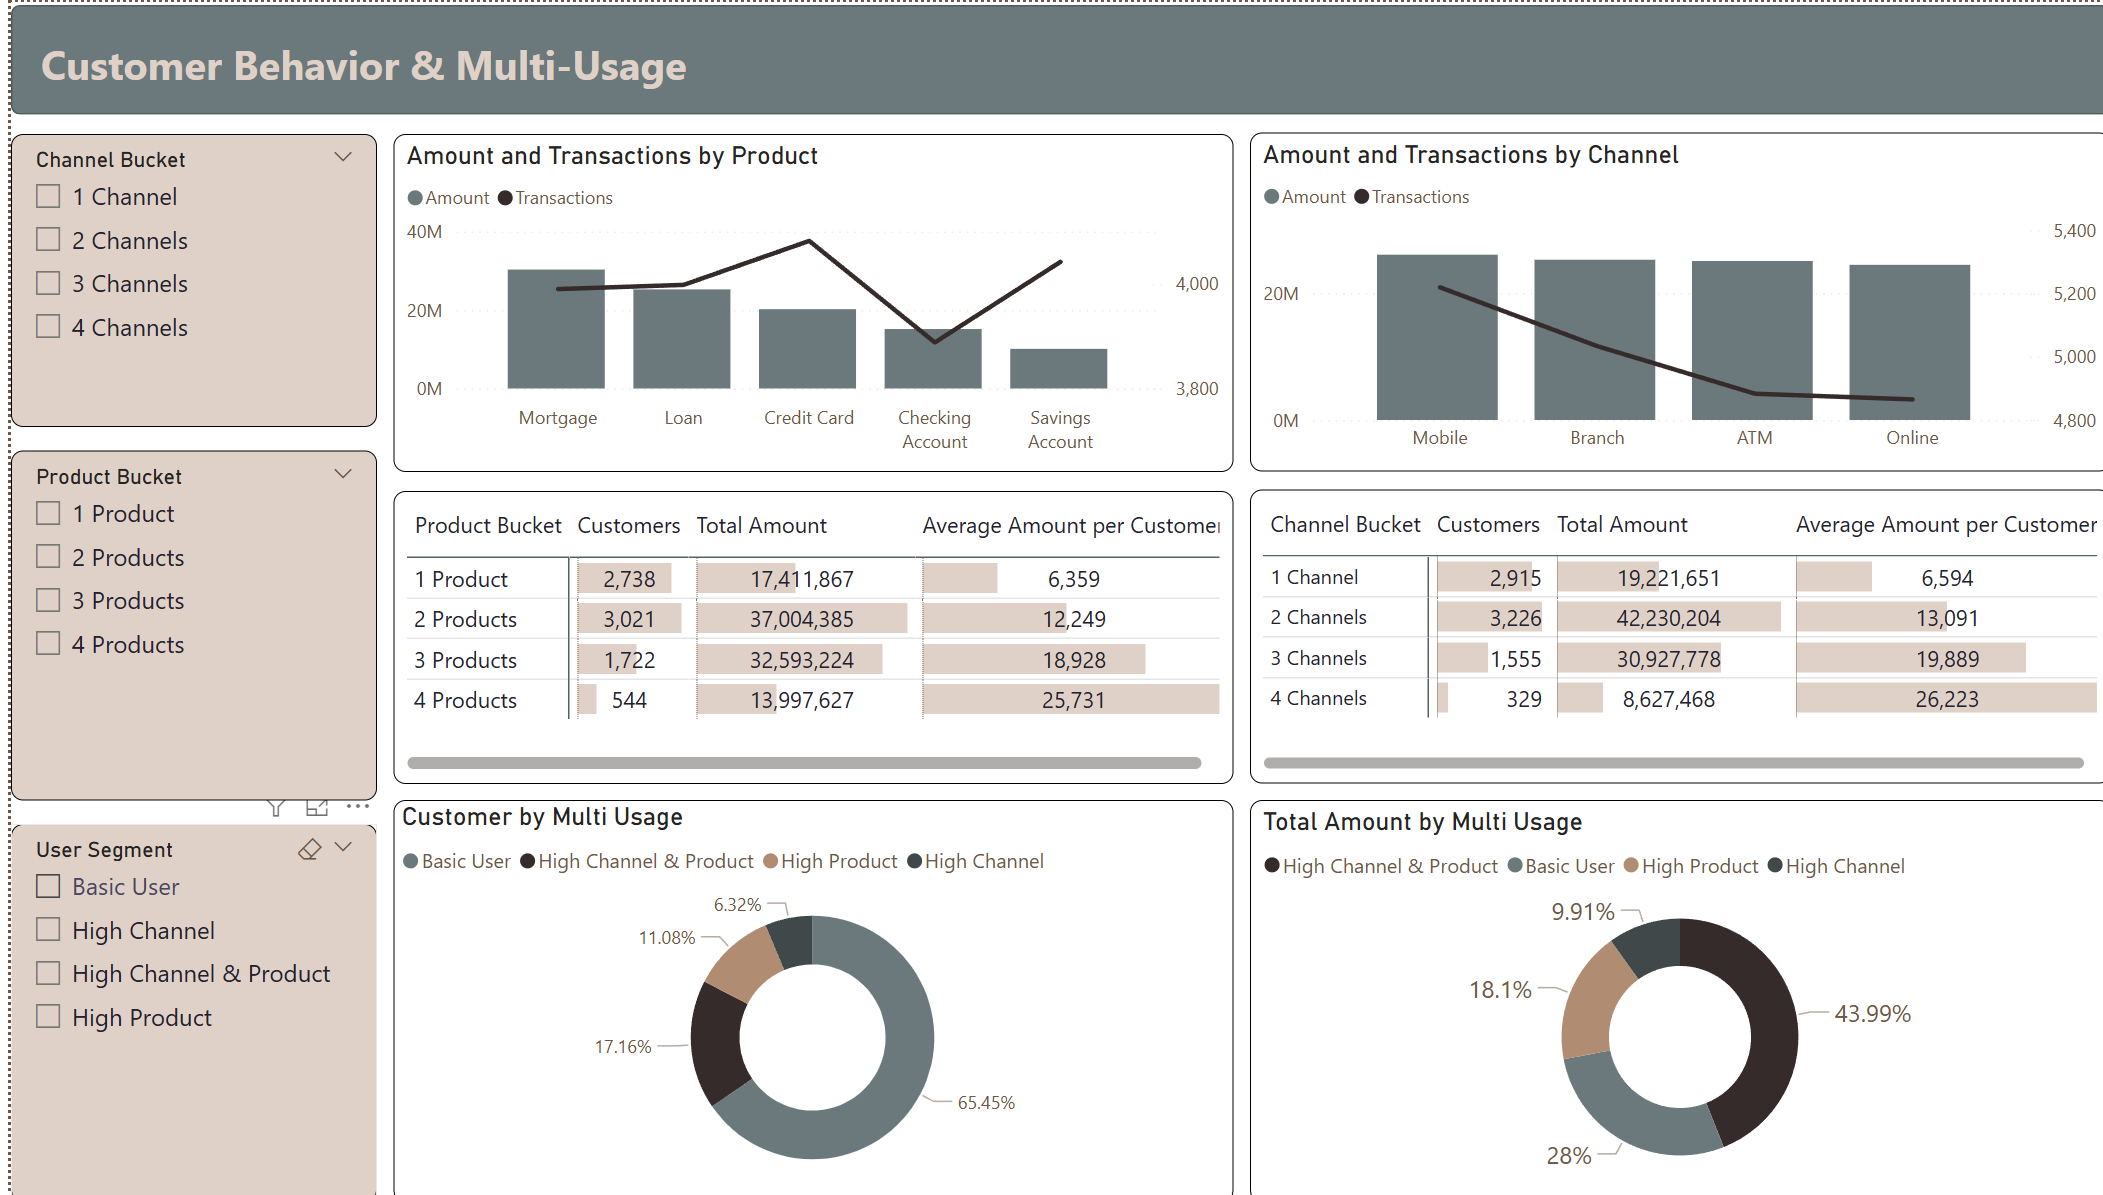 Customer Behavior & Multi-Usage
Channel Bucket
1 Channel
2 Channels
3 Channels
4 Channels
Product Bucket
1 Product
2 Products
3 Products
4 Products
User Segment
Basic User
High Channel
High Channel & Product
High Product
Amount and Transactions by Product
Amount Transactions
40M
20M
0M
4,000
3,800
Mortgage Loan Credit Card Checking Account Savings Account
Amount and Transactions by Channel
Amount Transactions
20M
0M
5,400
5,200
5,000
4,800
Mobile Branch ATM Online
Product Bucket Customers Total Amount Average Amount per Customer
1 Product 2,738 17,411,867 6,359
2 Products 3,021 37,004,385 12,249
3 Products 1,722 32,593,224 18,928
4 Products 544 13,997,627 25,731
Channel Bucket Customers Total Amount Average Amount per Customer
1 Channel 2,915 19,221,651 6,594
2 Channels 3,226 42,230,204 13,091
3 Channels 1,555 30,927,778 19,889
4 Channels 329 8,627,468 26,223
Customer by Multi Usage
Basic User High Channel & Product High Product High Channel
6.32%
11.08%
17.16%
65.45%
Total Amount by Multi Usage
High Channel & Product Basic User High Product High Channel
9.91%
18.1%
43.99%
28%